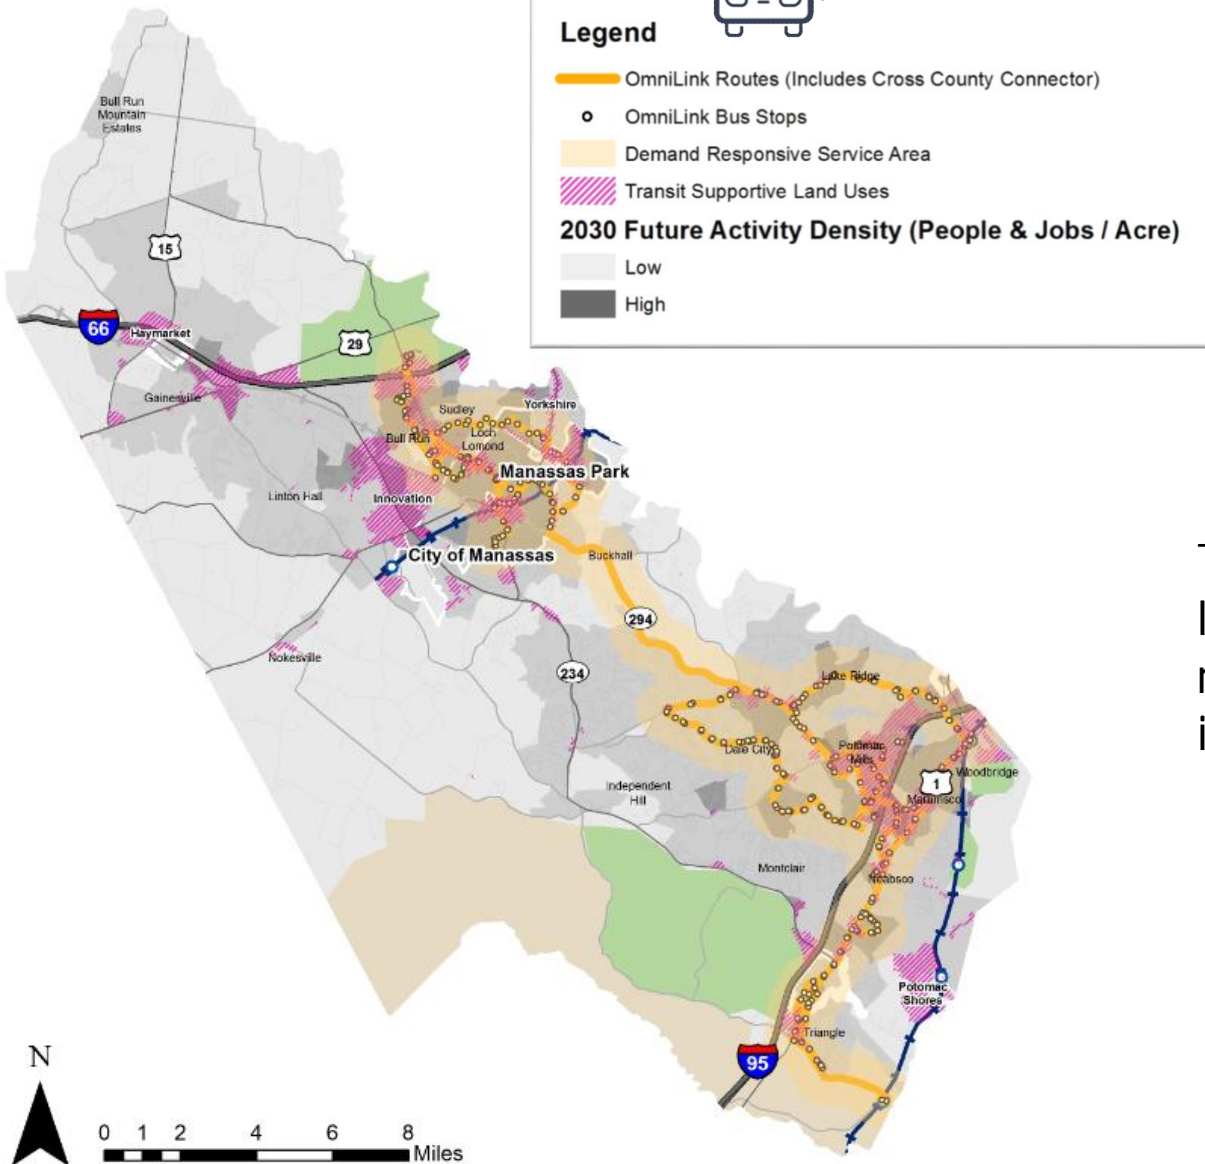 Legend
OmniLink Routes (Includes Cross County Connector)
OmniLink Bus Stops
Demand Responsive Service Area
Transit Supportive Land Uses
2030 Future Activity Density (People & Jobs / Acre)
Low
High
Bull Run
Mountain
Estates
15
66
Haymarket
29
Gainesville
Sudley
Yorkshire
Bull Run
Loch
Lomond
Manassas Park
Linton Hall
Innovation
City of Manassas
Buckhall
294
Nokesville
234
Lake Ridge
Dale City
Potomac
Mills
Woodbridge
1
Marumsco
Independent
Hill
Montclair
Neabsco
Potomac
Shores
Triangle
95
N
0 1 2 4 6 8
Miles